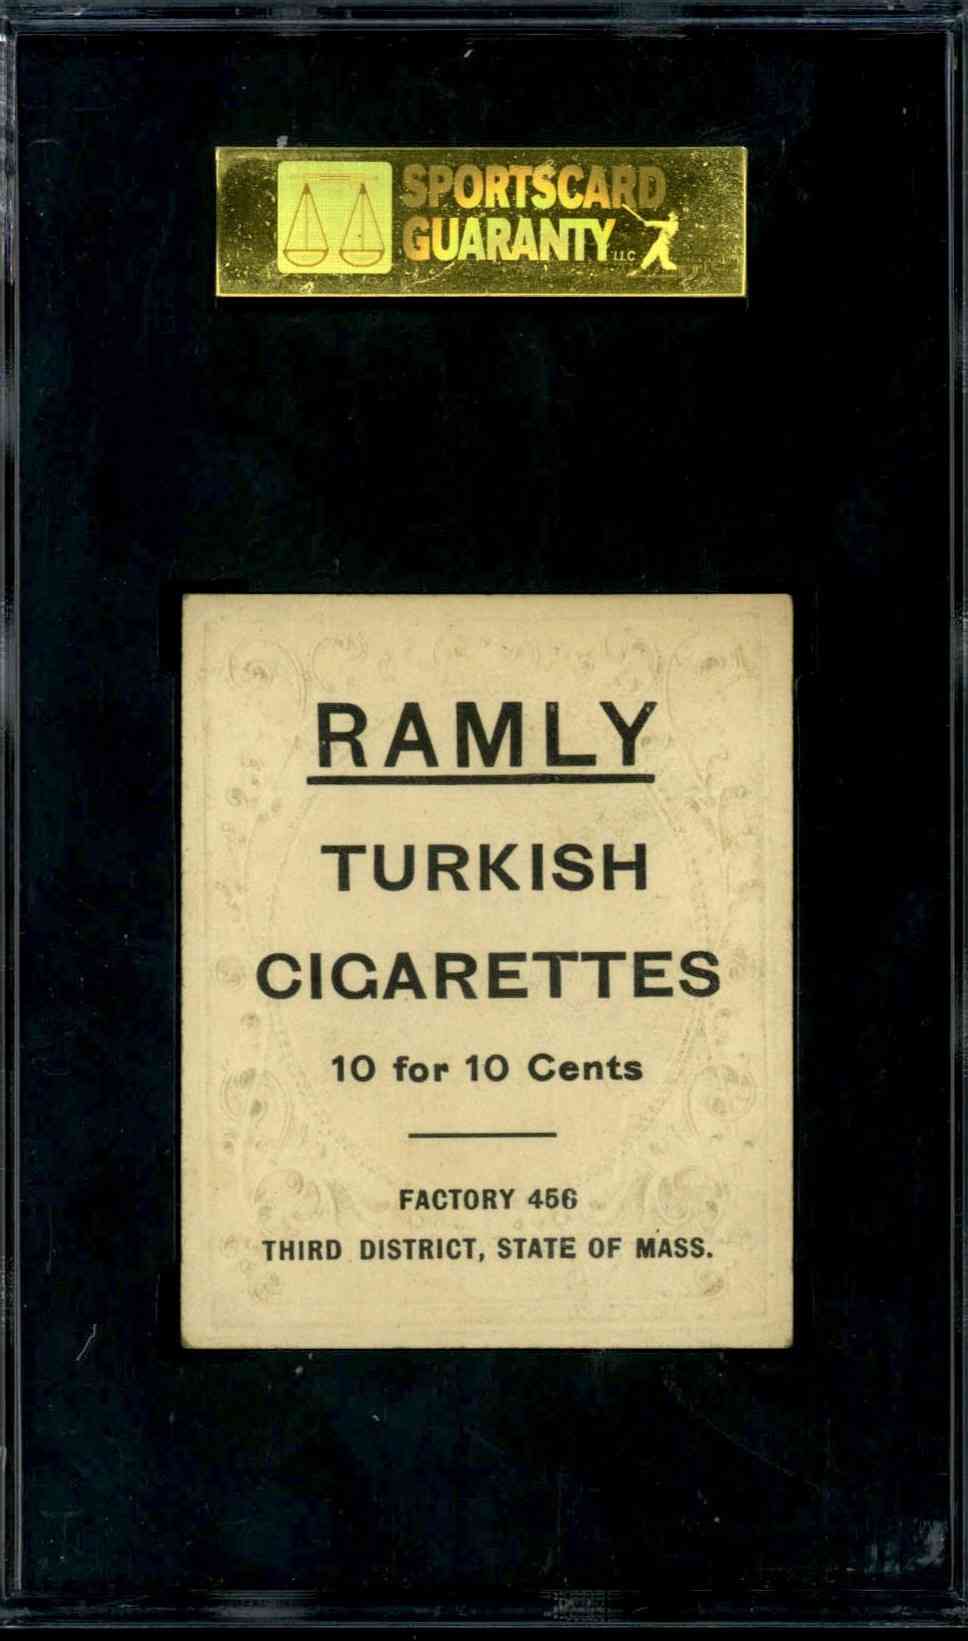 SPORTSCARD
GUARANTY LLC
RAMLY
TURKISH
CIGARETTES
10 for 10 Cents
FACTORY 456
THIRD DISTRICT, STATE OF MASS.